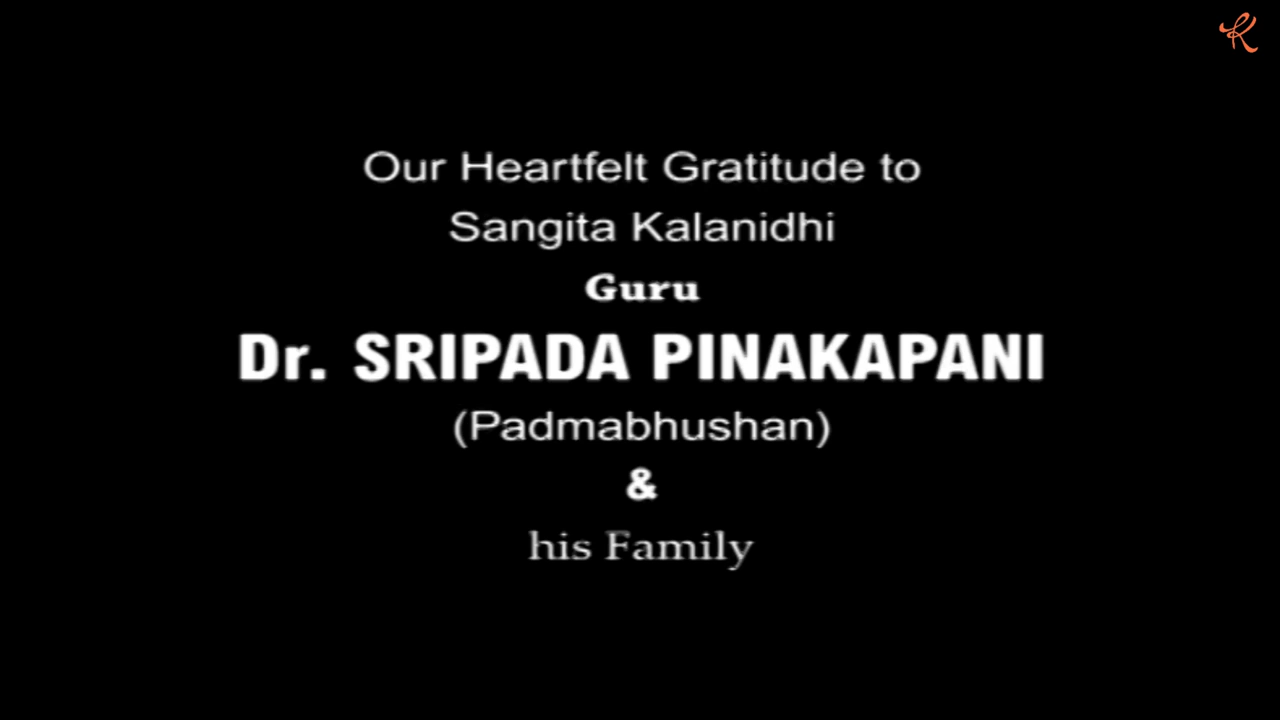 Our Heartfelt Gratitude to
Sangita Kalanidhi
Guru
Dr. SRIPADA PINAKAPANI
(Padmabhushan)
&
his Family